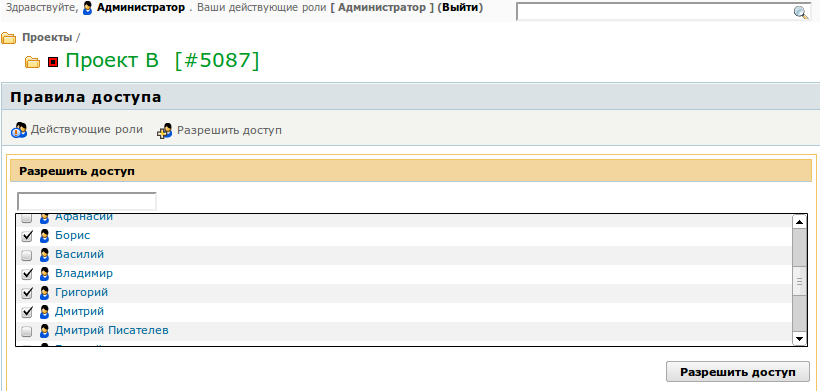 Здравствуйте, Администратор . Ваши действующие роли [ Администратор ] (Выйти)
Проекты /
Проект В [#5087]
Правила доступа
Действующие роли Разрешить доступ
Разрешить доступ
Афанасий
Борис
Василий
Владимир
Григорий
Дмитрий
Дмитрий Писателев
Разрешить доступ